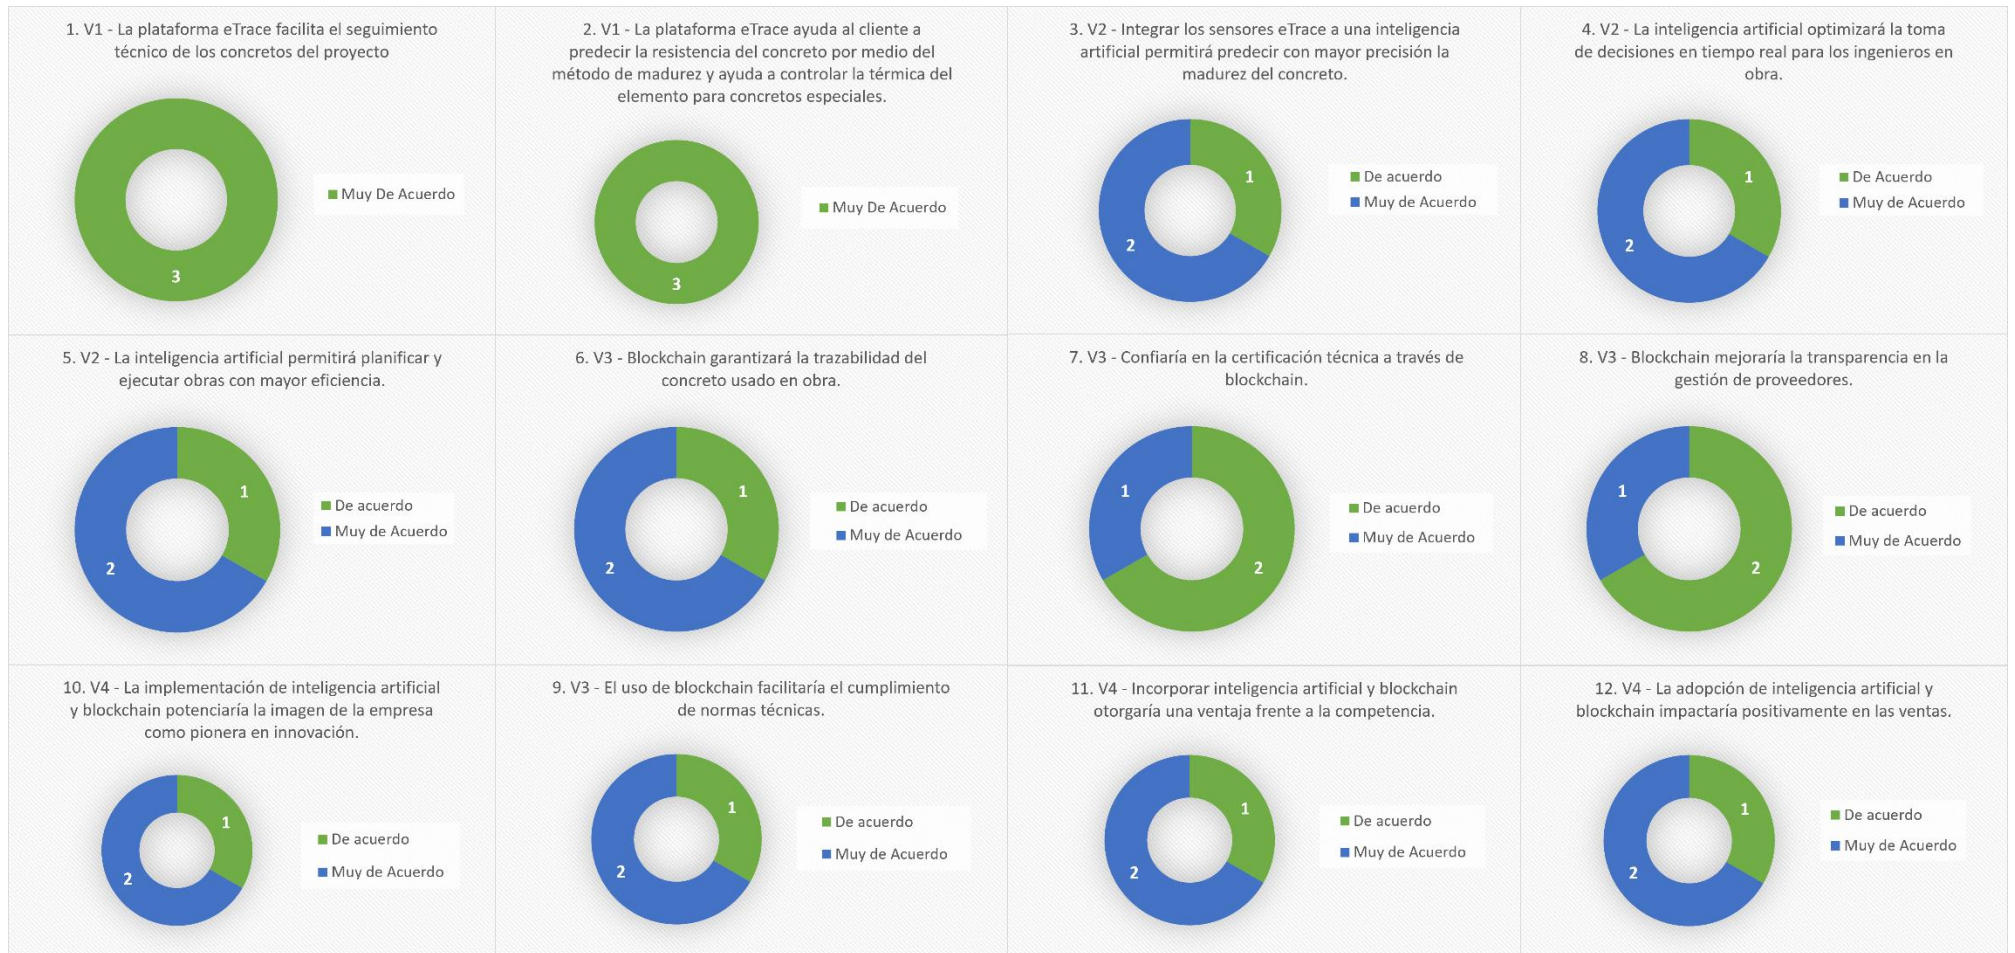 1. V1 - La plataforma eTrace facilita el seguimiento
técnico de los concretos del proyecto
3
Muy De Acuerdo
2. V1 - La plataforma eTrace ayuda al cliente a
predecir la resistencia del concreto por medio del
método de madurez y ayuda a controlar la térmica del
elemento para concretos especiales.
3
Muy De Acuerdo
3. V2 - Integrar los sensores eTrace a una inteligencia
artificial permitirá predecir con mayor precisión la
madurez del concreto.
1
2
De acuerdo
Muy de Acuerdo
4. V2 - La inteligencia artificial optimizará la toma
de decisiones en tiempo real para los ingenieros en
obra.
1
2
De Acuerdo
Muy de Acuerdo
5. V2 - La inteligencia artificial permitirá planificar y
ejecutar obras con mayor eficiencia.
1
2
De acuerdo
Muy de Acuerdo
6. V3 - Blockchain garantizará la trazabilidad del
concreto usado en obra.
1
2
De acuerdo
Muy de Acuerdo
7. V3 - Confiaría en la certificación técnica a través de
blockchain.
1
2
De acuerdo
Muy de Acuerdo
8. V3 - Blockchain mejoraría la transparencia en la
gestión de proveedores.
1
2
De acuerdo
Muy de Acuerdo
10. V4 - La implementación de inteligencia artificial
y blockchain potenciaría la imagen de la empresa
como pionera en innovación.
1
2
De acuerdo
Muy de Acuerdo
9. V3 - El uso de blockchain facilitaría el cumplimiento
de normas técnicas.
1
2
De acuerdo
Muy de Acuerdo
11. V4 - Incorporar inteligencia artificial y blockchain
otorgaría una ventaja frente a la competencia.
1
2
De acuerdo
Muy de Acuerdo
12. V4 - La adopción de inteligencia artificial y
blockchain impactaría positivamente en las ventas.
1
2
De acuerdo
Muy de Acuerdo